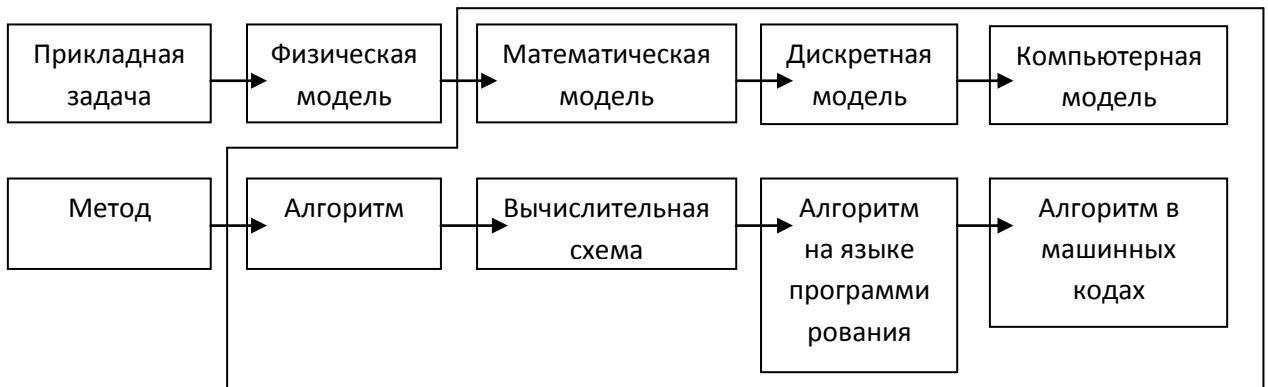 Прикладная
задача
Физическая
модель
Математическая
модель
Дискретная
модель
Компьютерная
модель
Метод
Алгоритм
Вычислительная
схема
Алгоритм
на языке
программи
рования
Алгоритм в
машинных
кодах